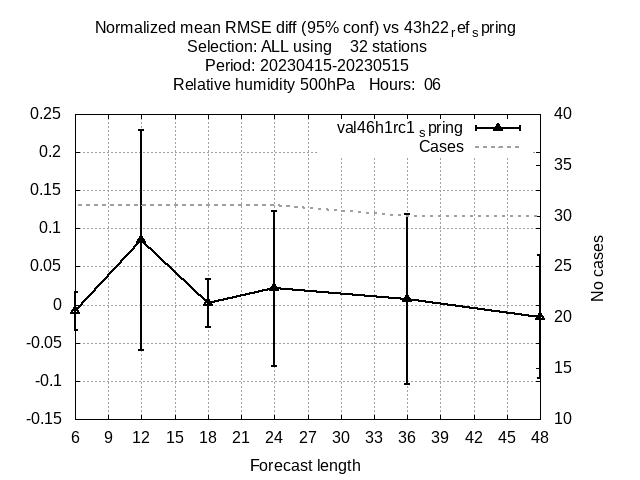 Normalized mean RMSE diff (95% conf) vs 43h22refspring
Selection: ALL using 32 stations
Period: 20230415-20230515
Relative humidity 500hPa Hours: 06
val46h1rc1spring
Cases
0.25
0.2
0.15
0.1
0.05
0
-0.05
-0.1
-0.15
40
35
30
25
20
15
10
No cases
6 9 12 15 18 21 24 27 30 33 36 39 42 45 48
Forecast length